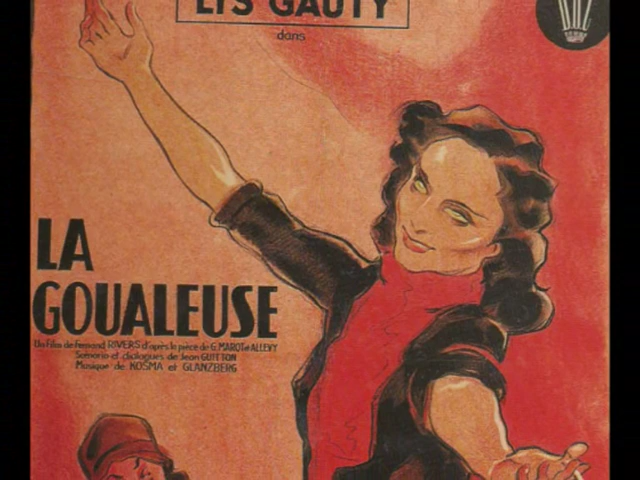 LYS GAUTY
dans
LA
GOUALEUSE
Un Film de Fernand RIVERS d'après la pièce de G. MAROT et ALLEVY
Scénario et dialogues de Jean GUITTON
Musique de KOSMA et GLANZBERG